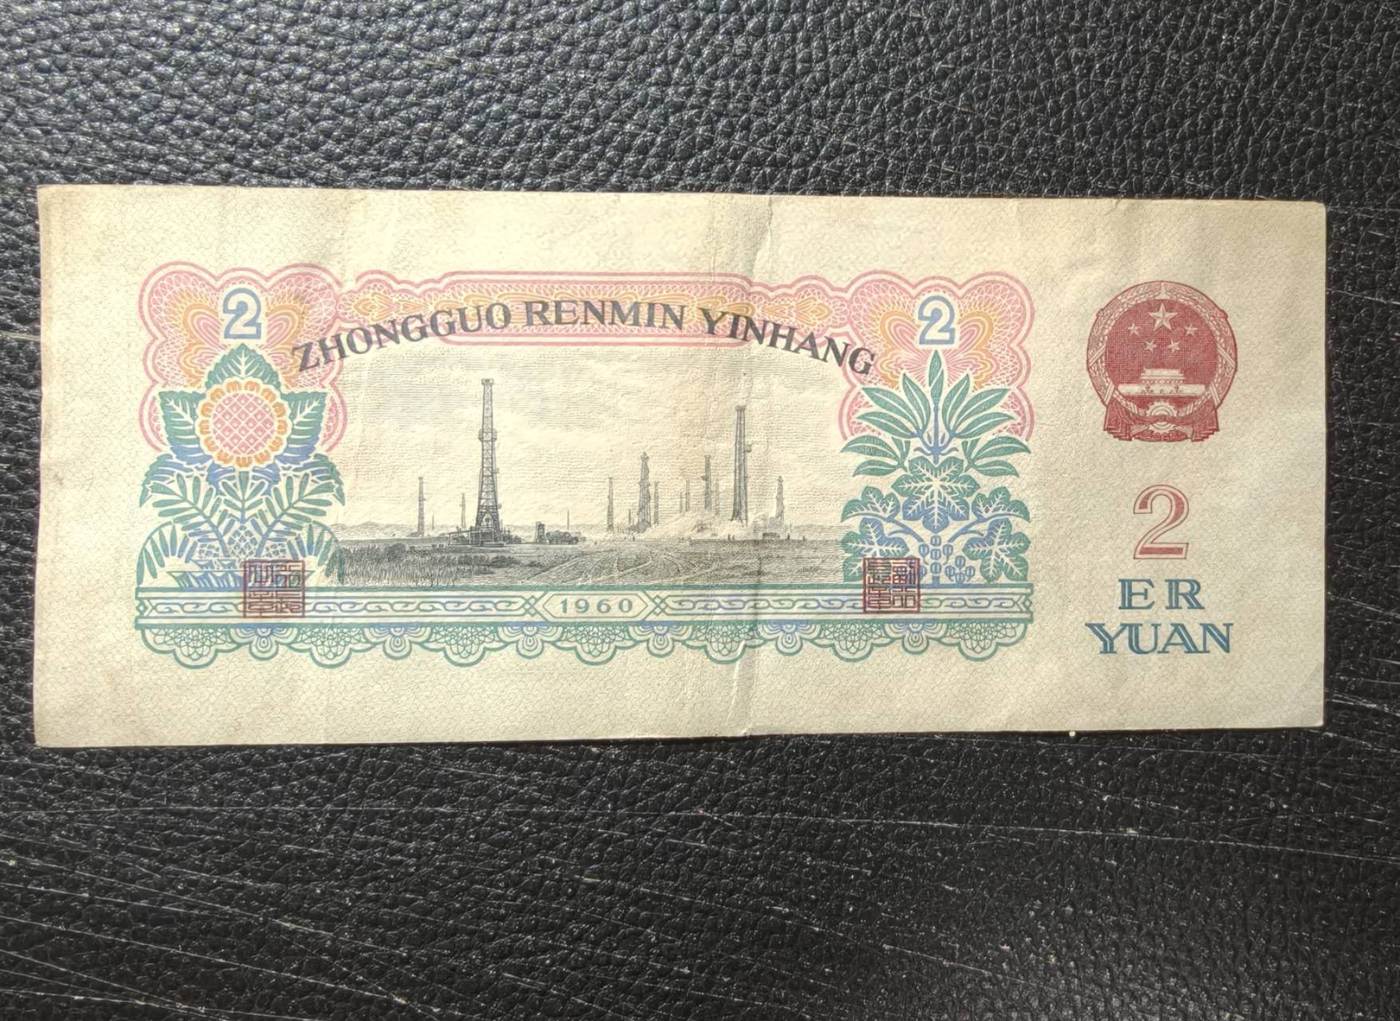 2
2
ZHONGGUO RENMIN YINHANG
1960
2
ER
YUAN